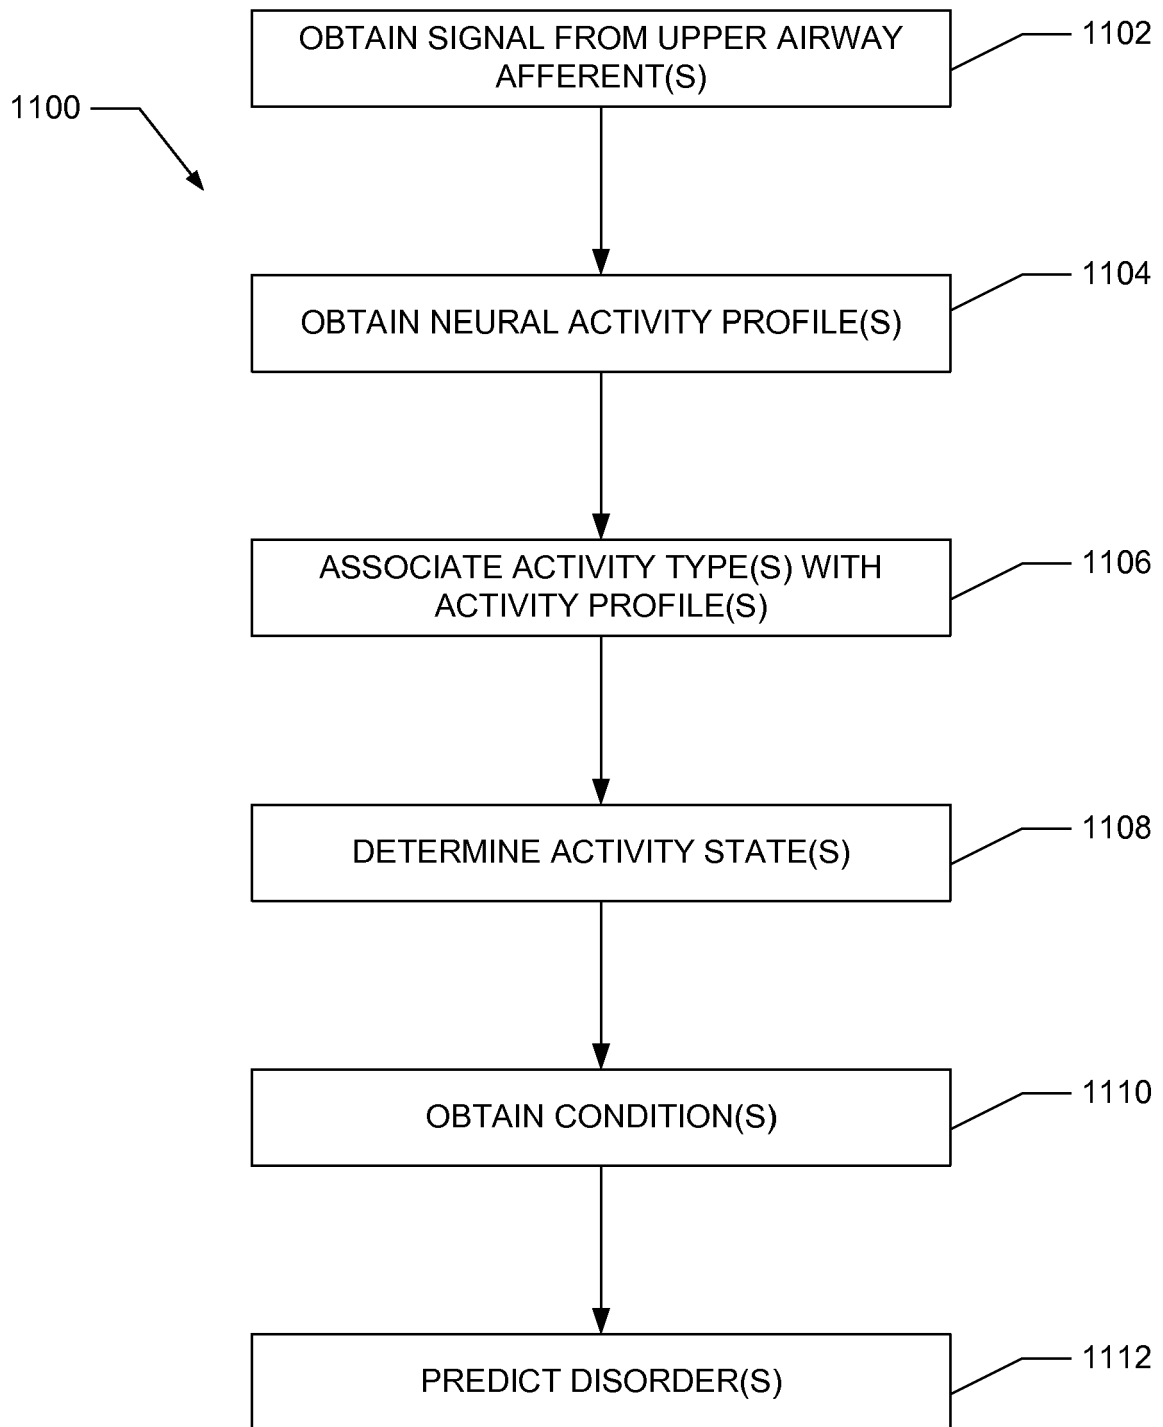 OBTAIN SIGNAL FROM UPPER AIRWAY
AFFERENT(S)
1102
1100
OBTAIN NEURAL ACTIVITY PROFILE(S)
1104
ASSOCIATE ACTIVITY TYPE(S) WITH
ACTIVITY PROFILE(S)
1106
DETERMINE ACTIVITY STATE(S)
1108
OBTAIN CONDITION(S)
1110
PREDICT DISORDER(S)
1112